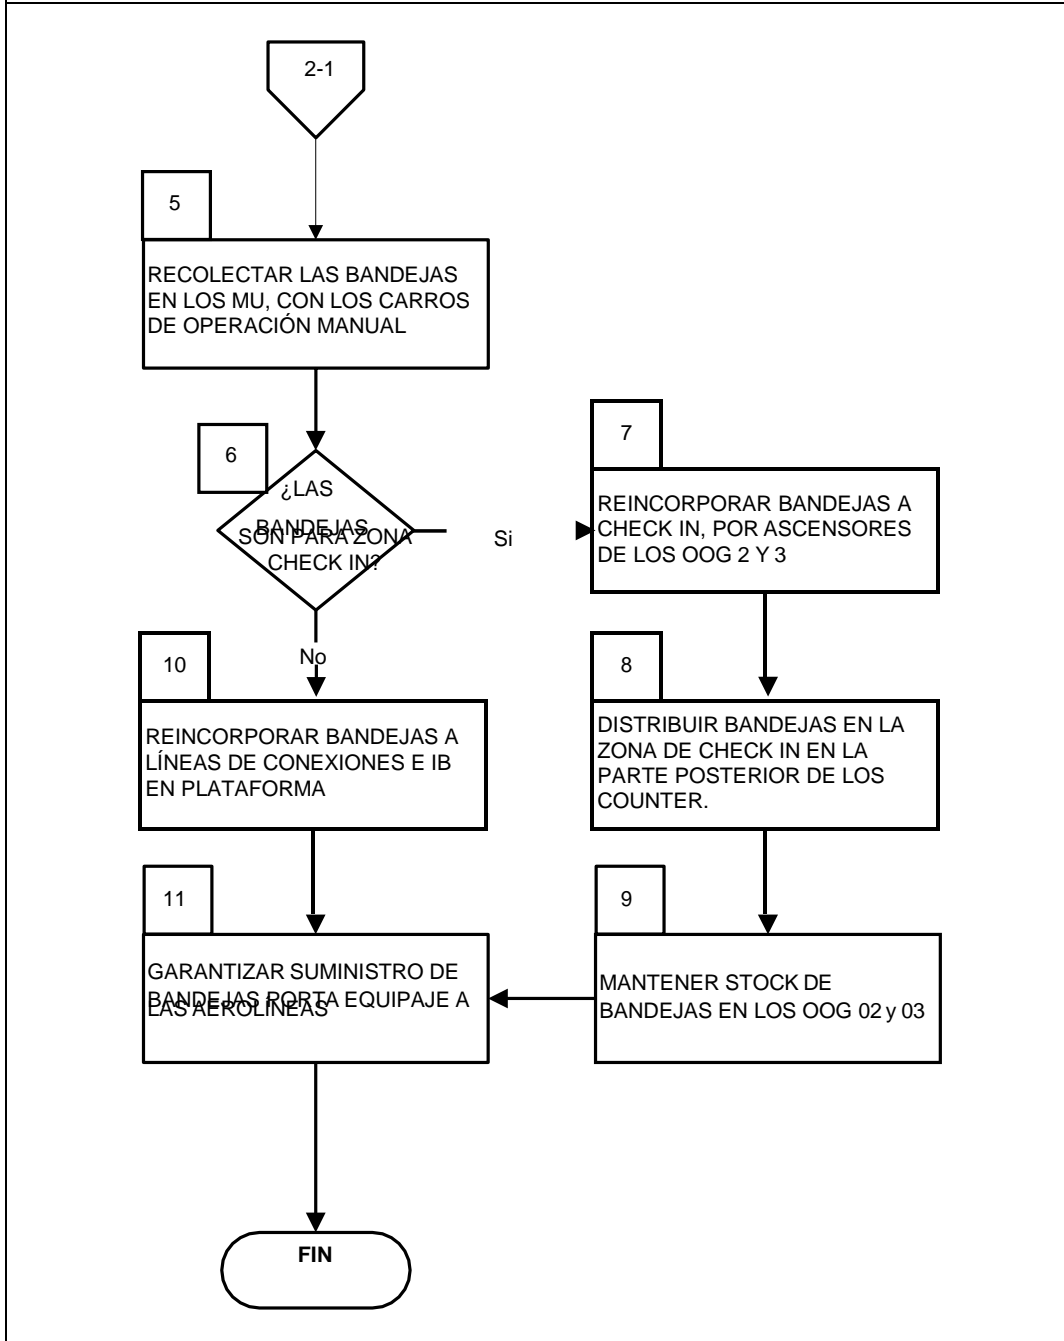 2-1
5
RECOLECTAR LAS BANDEJAS
EN LOS MU, CON LOS CARROS
DE OPERACIÓN MANUAL
6
¿LAS
BANDEJAS
SON PARA ZONA
CHECK IN?
Si
7
REINCORPORAR BANDEJAS A
CHECK IN, POR ASCENSORES
DE LOS OOG 2 Y 3
No
10
REINCORPORAR BANDEJAS A
LÍNEAS DE CONEXIONES E IB
EN PLATAFORMA
8
DISTRIBUIR BANDEJAS EN LA
ZONA DE CHECK IN EN LA
PARTE POSTERIOR DE LOS
COUNTER.
11
GARANTIZAR SUMINISTRO DE
BANDEJAS PORTA EQUIPAJE A
LAS AEROLÍNEAS
9
MANTENER STOCK DE
BANDEJAS EN LOS OOG 02 y 03
FIN